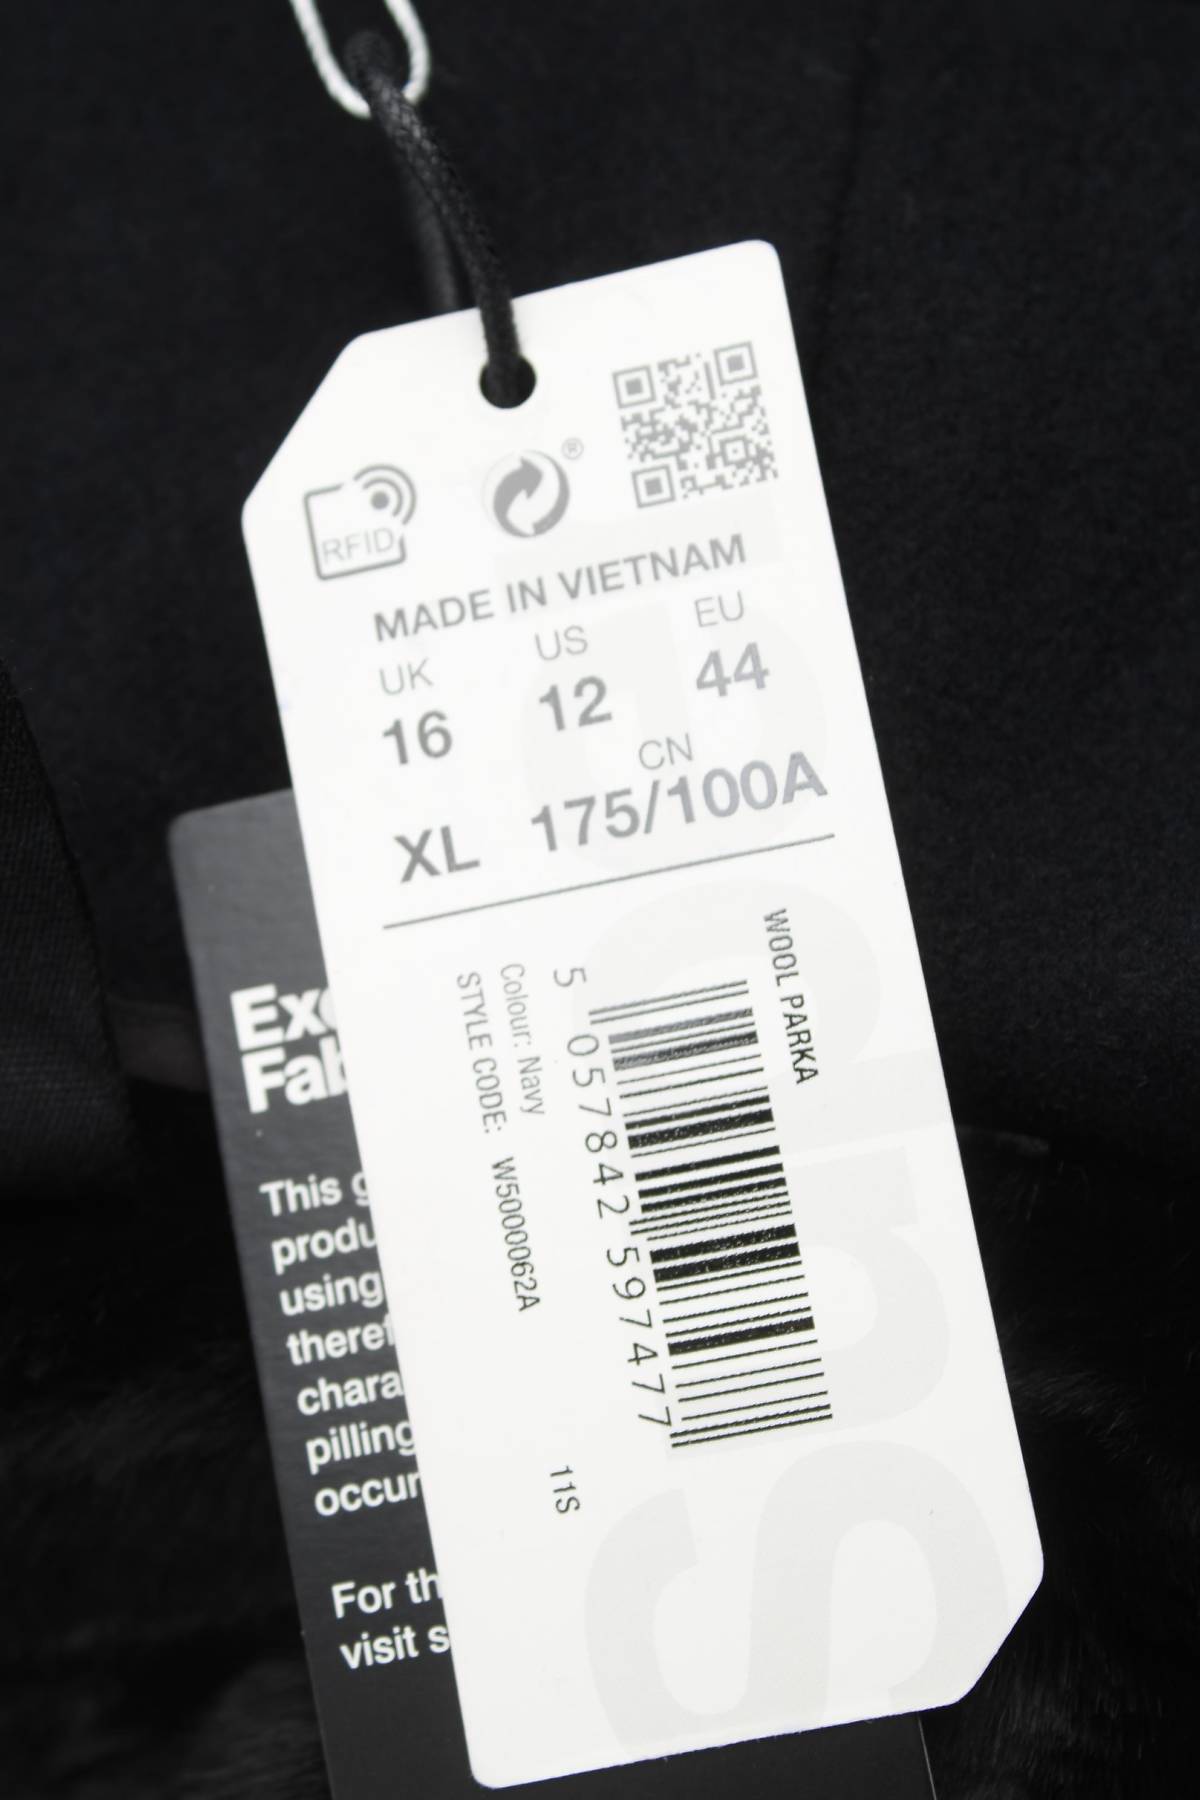 RFID
®
MADE IN VIETNAM
UK US EU
16 12 44
CN
XL 175/100A
WOOL PARKA
5 057842 597477
Colour: Navy
STYLE CODE: W5000062A
11S
This
produ
using
theref
chara
pilling
occur
For th
visit s